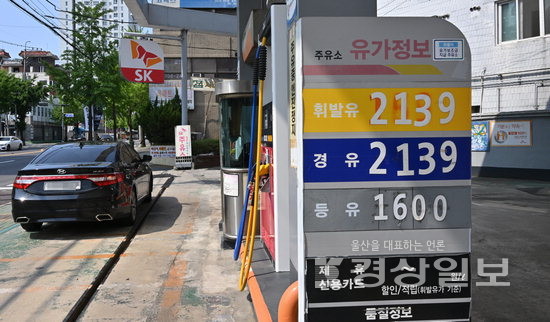 SK
주유소 유가정보
휘발유 2139
경유 2139
등유 1600
울산을 대표하는 언론
경상일보
제휴
신용카드
할인/적립(휘발유가 기준)
품질정보